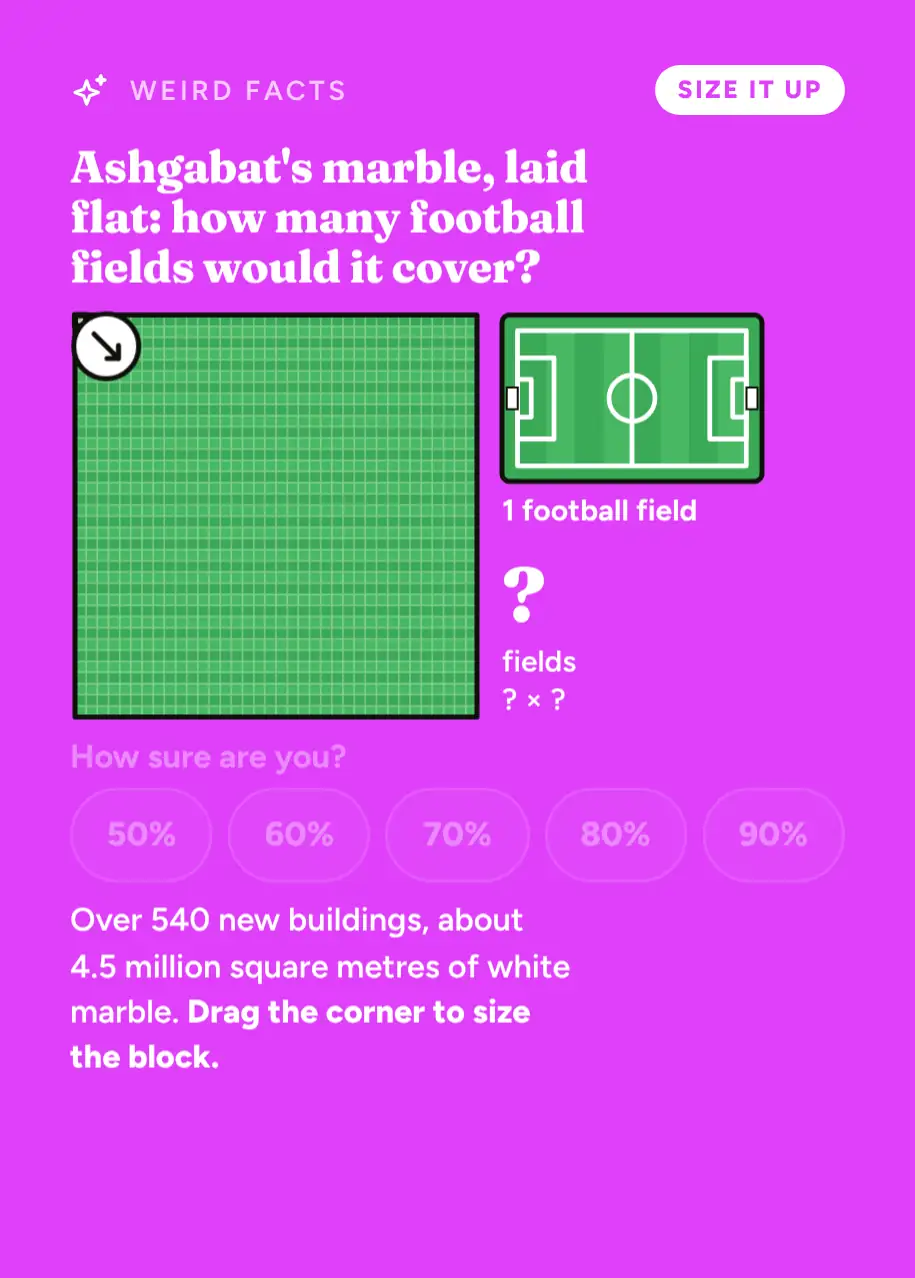 WEIRD FACTS
SIZE IT UP
Ashgabat's marble, laid
flat: how many football
fields would it cover?
1 football field
?
fields
? × ?
How sure are you?
50%
60%
70%
80%
90%
Over 540 new buildings, about
4.5 million square metres of white
marble. Drag the corner to size
the block.